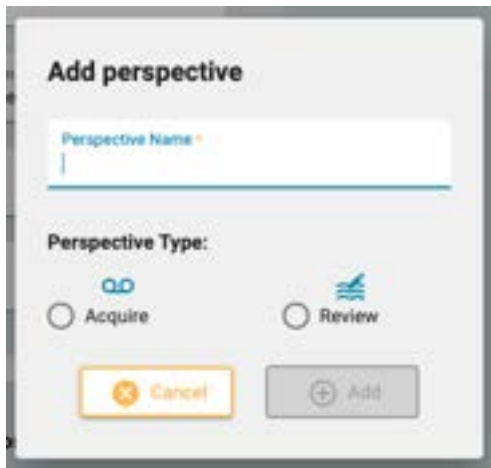 Add perspective
Perspective Name *
Perspective Type:
Acquire
Review
Cancel
Add